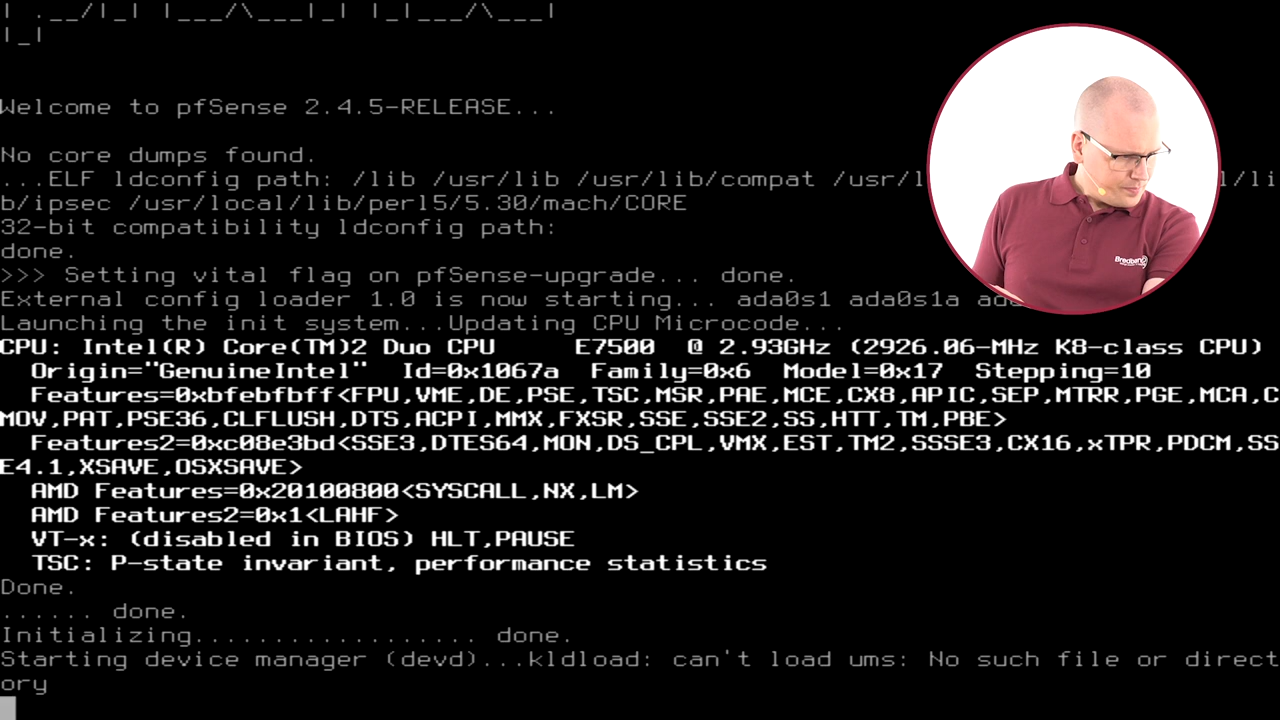 | .__/|_| |___/\___|_| |_|___/\___|
|_|
Welcome to pfSense 2.4.5-RELEASE...
No core dumps found.
...ELF ldconfig path: /lib /usr/lib /usr/lib/compat
b/ipsec /usr/local/lib/perl5/5.30/mach/CORE
32-bit compatibility ldconfig path:
done.
>>> Setting vital flag on pfSense-upgrade... done.
External config loader 1.0 is now starting... ada0s1 ada0s1a
Launching the init system...Updating CPU Microcode...
CPU: Intel(R) Core(TM)2 Duo CPU     E7500  @ 2.93GHz (2926.06-MHz K8-class CPU)
Origin="GenuineIntel"  Id=0x1067a  Family=0x6  Model=0x17  Stepping=10
Features=0xbfebfbff<FPU,VME,DE,PSE,TSC,MSR,PAE,MCE,CX8,APIC,SEP,MTRR,PGE,MCA,C
MOV,PAT,PSE36,CLFLUSH,DTS,ACPI,MMX,FXSR,SSE,SSE2,SS,HTT,TM,PBE>
Features2=0xc08e3bd<SSE3,DTES64,MON,DS_CPL,VMX,EST,TM2,SSSE3,CX16,xTPR,PDCM,SS
E4.1,XSAVE,OSXSAVE>
AMD Features=0x20100800<SYSCALL,NX,LM>
AMD Features2=0x1<LAHF>
VT-x: (disabled in BIOS) HLT,PAUSE
TSC: P-state invariant, performance statistics
Done.
...... done.
Initializing.................. done.
Starting device manager (devd)...kldload: can't load ums: No such file or direct
ory